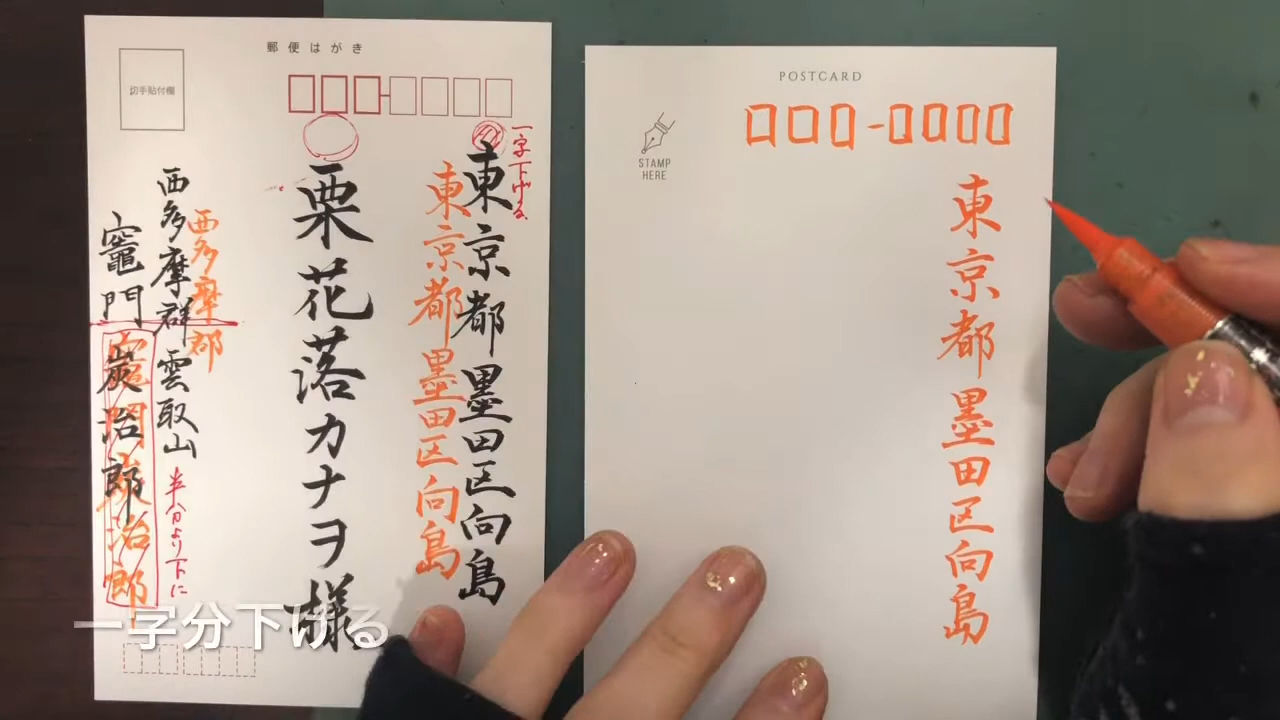 郵便はがき
切手貼付欄
一字下げる
東京都墨田区向島
東京都墨田区向島
栗花落カナヲ様
西多摩郡
西多摩群雲取山
半分より下に
竈門炭治郎
竈門炭治郎
POSTCARD
STAMP
HERE
東京都墨田区向島
一字分下げる